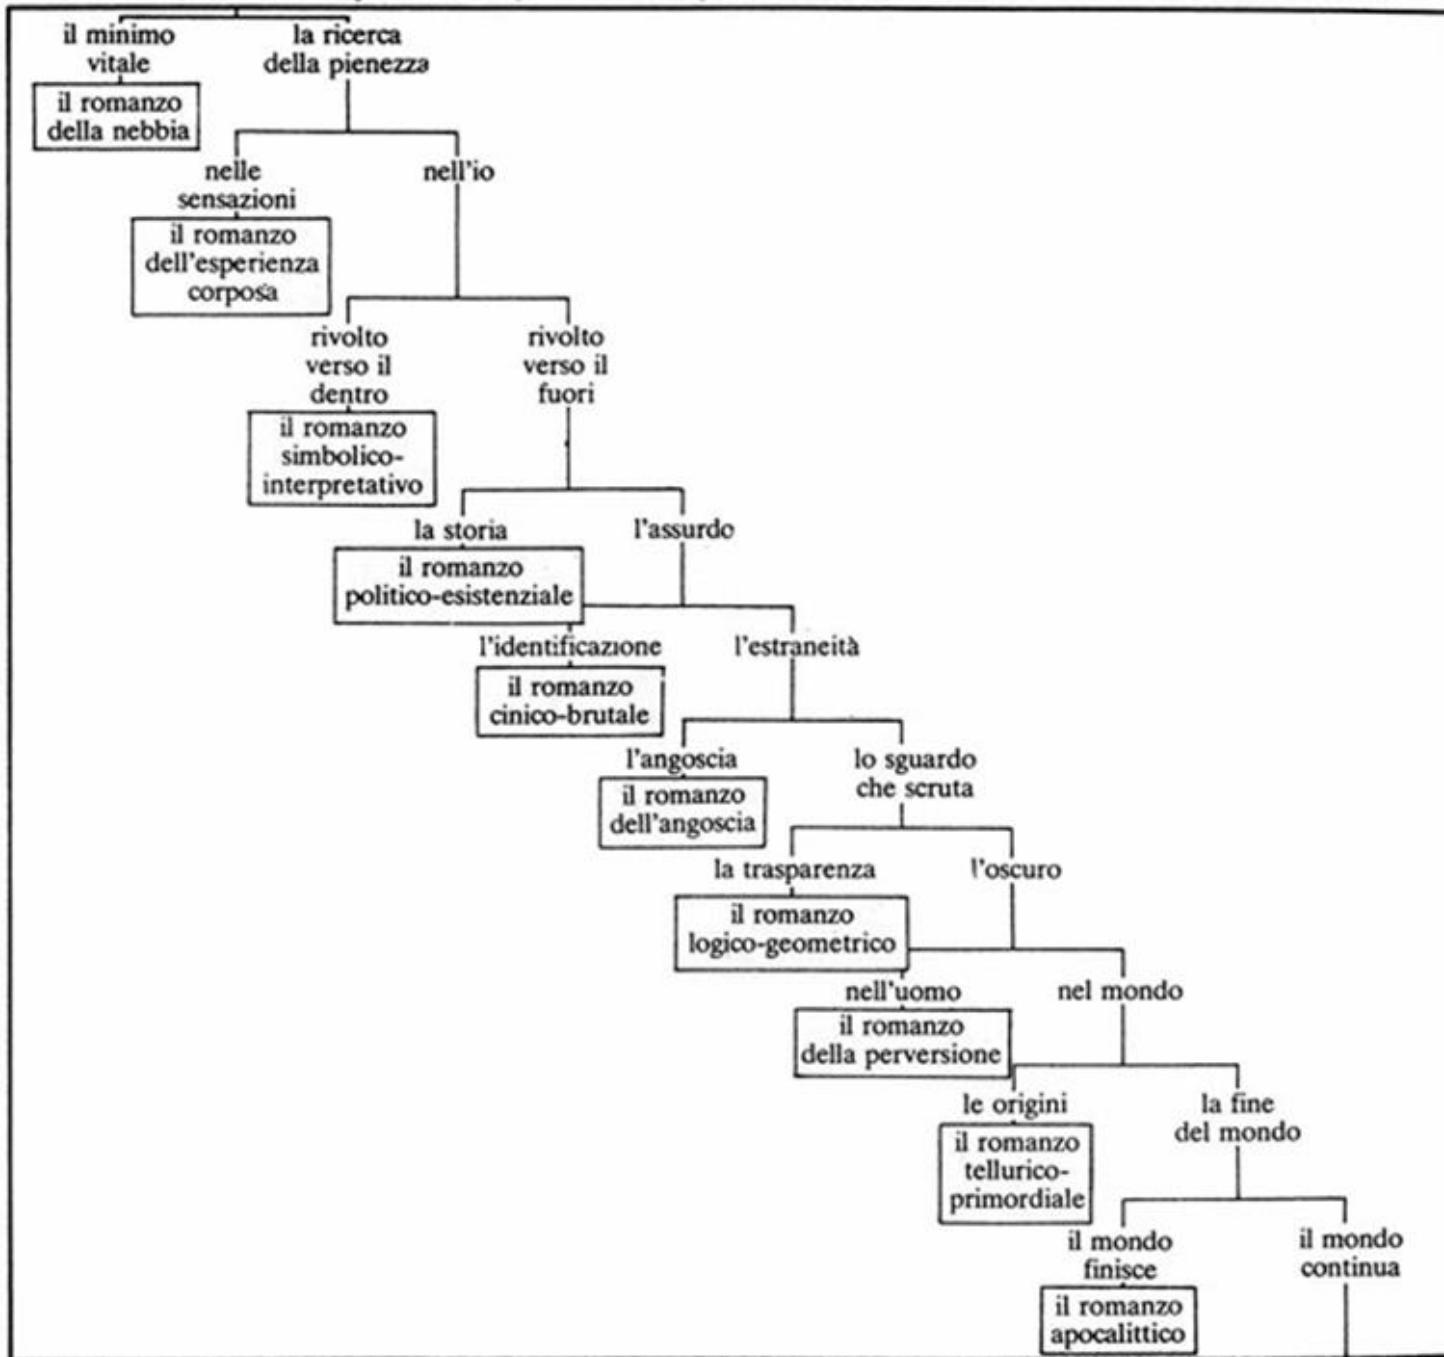 il minimo
vitale
la ricerca
della pienezza
il romanzo
della nebbia
nelle
sensazioni
nell'io
il romanzo
dell'esperienza
corposa
rivolto
verso il
dentro
rivolto
verso il
fuori
il romanzo
simbolico-
interpretativo
la storia
l'assurdo
il romanzo
politico-esistenziale
l'identificazione
l'estraneità
il romanzo
cinico-brutale
l'angoscia
lo sguardo
che scruta
il romanzo
dell'angoscia
la trasparenza
l'oscuro
il romanzo
logico-geometrico
nell'uomo
nel mondo
il romanzo
della perversione
le origini
la fine
del mondo
il romanzo
tellurico-
primordiale
il mondo
finisce
il mondo
continua
il romanzo
apocalittico